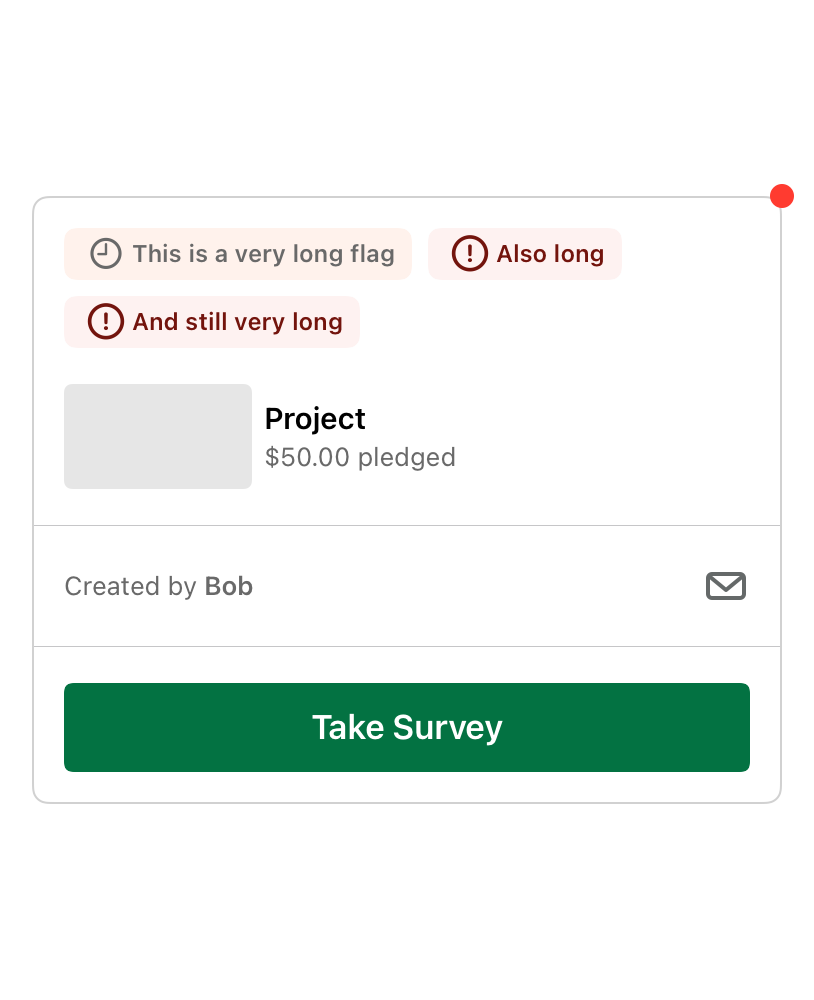 This is a very long flag Also long
And still very long
Project
$50.00 pledged
Created by Bob
Take Survey